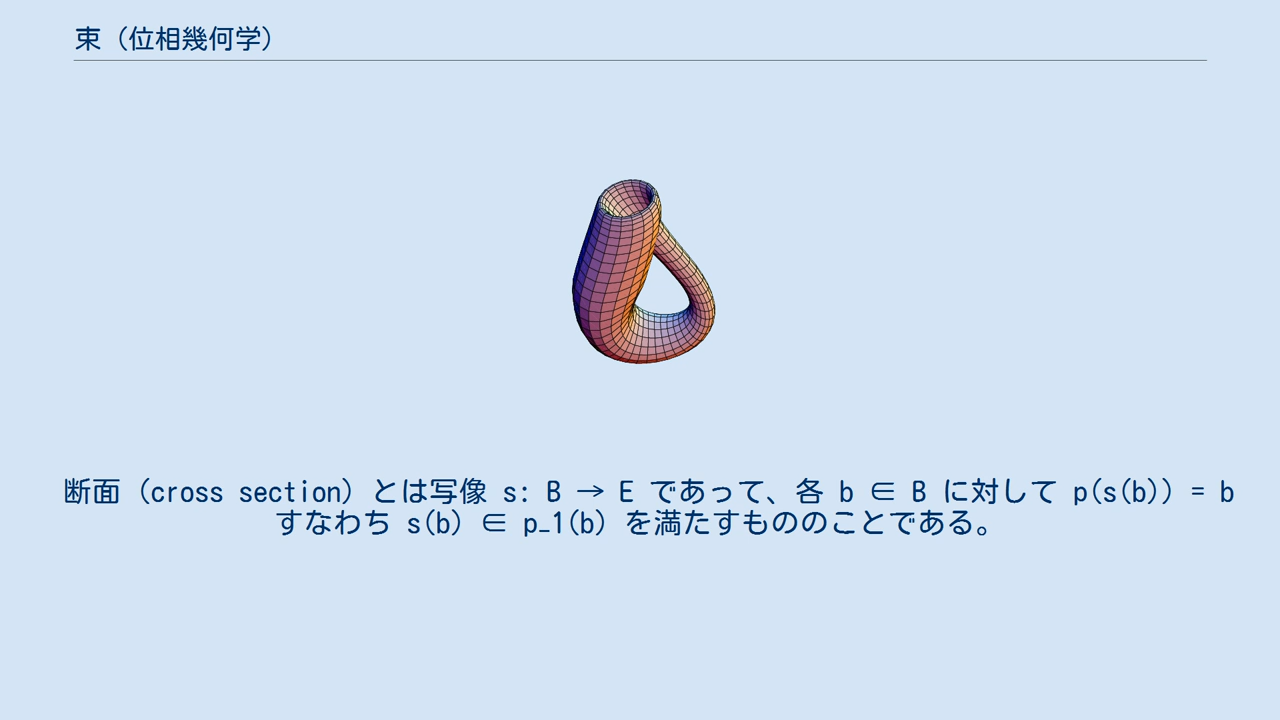 束（位相幾何学）
断面（cross section）とは写像 s: B → E であって、各 b ∈ B に対して p(s(b)) = b
すなわち s(b) ∈ p_1(b) を満たすもののことである。